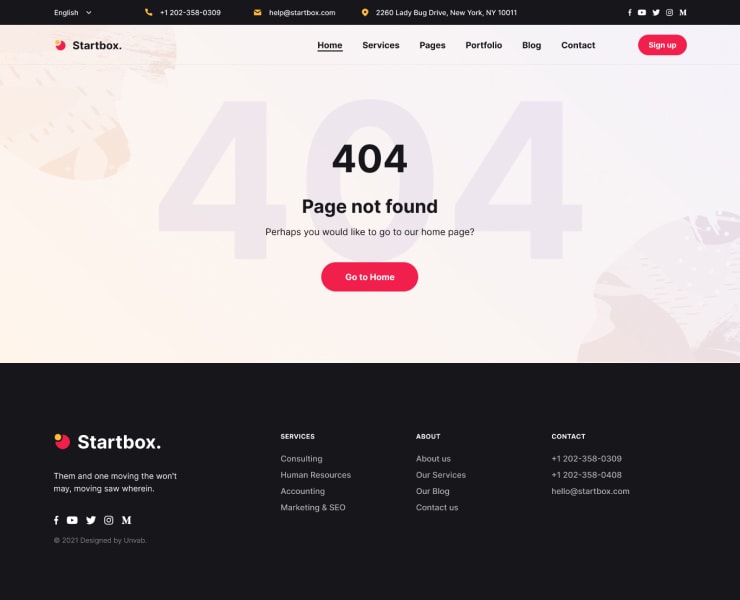 English
+1 202-358-0309
help@startbox.com
2260 Lady Bug Drive, New York, NY 10011
Startbox.
Home
Services
Pages
Portfolio
Blog
Contact
Sign up
404
404
Page not found
Perhaps you would like to go to our home page?
Go to Home
Startbox.
Them and one moving the won't
may, moving saw wherein.
© 2021 Designed by Unvab.
SERVICES
Consulting
Human Resources
Accounting
Marketing & SEO
ABOUT
About us
Our Services
Our Blog
Contact us
CONTACT
+1 202-358-0309
+1 202-358-0408
hello@startbox.com